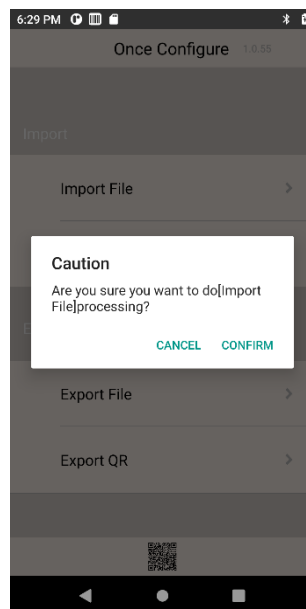 6:29 PM
Once Configure 1.0.55
Import
Import File
Caution
Are you sure you want to do[Import
File]processing?
CANCEL CONFIRM
E
Export File
Export QR